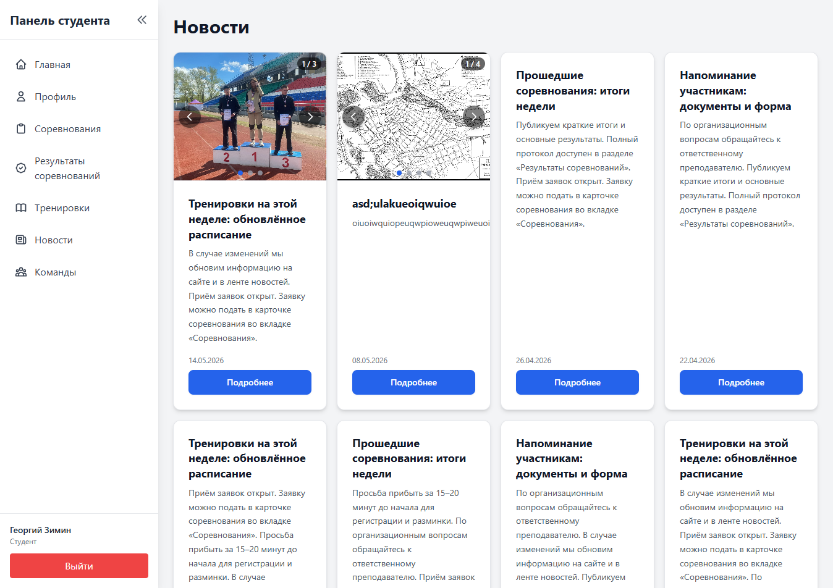 Панель студента
Главная
Профиль
Соревнования
Результаты
соревнований
Тренировки
Новости
Команды
Георгий Зимин
Студент
Выйти
Новости
1 / 3
2 1 3
Тренировки на этой
неделе: обновлённое
расписание
В случае изменений мы
обновим информацию на
сайте и в ленте новостей.
Приём заявок открыт. Заявку
можно подать в карточке
соревнования во вкладке
«Соревнования».
14.05.2026
Подробнее
1 / 4
asd;ulakueoiqwuioe
oiuoiwquiopeuqwpioweuqwpiweuoi
08.05.2026
Подробнее
Прошедшие
соревнования: итоги
недели
Публикуем краткие итоги и
основные результаты. Полный
протокол доступен в разделе
«Результаты соревнований».
Приём заявок открыт. Заявку
можно подать в карточке
соревнования во вкладке
«Соревнования».
26.04.2026
Подробнее
Напоминание
участникам:
документы и форма
По организационным
вопросам обращайтесь к
ответственному
преподавателю. Публикуем
краткие итоги и основные
результаты. Полный протокол
доступен в разделе
«Результаты соревнований».
22.04.2026
Подробнее
Тренировки на этой
неделе: обновлённое
расписание
Приём заявок открыт. Заявку
можно подать в карточке
соревнования во вкладке
«Соревнования». Просьба
прибыть за 15–20 минут до
начала для регистрации и
разминки. В случае
Прошедшие
соревнования: итоги
недели
Просьба прибыть за 15–20
минут до начала для
регистрации и разминки. По
организационным вопросам
обращайтесь к
ответственному
преподавателю. Приём заявок
Напоминание
участникам:
документы и форма
По организационным
вопросам обращайтесь к
ответственному
преподавателю. В случае
изменений мы обновим
информацию на сайте и в
ленте новостей. Публикуем
Тренировки на этой
неделе: обновлённое
расписание
В случае изменений мы
обновим информацию на
сайте и в ленте новостей.
Приём заявок открыт. Заявку
можно подать в карточке
соревнования во вкладке
«Соревнования». По